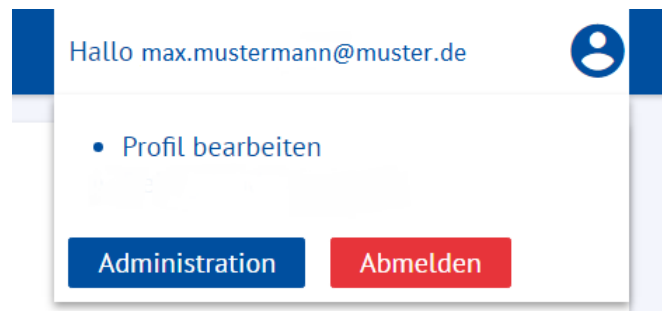 Hallo max.mustermann@muster.de
Profil bearbeiten
Administration
Abmelden